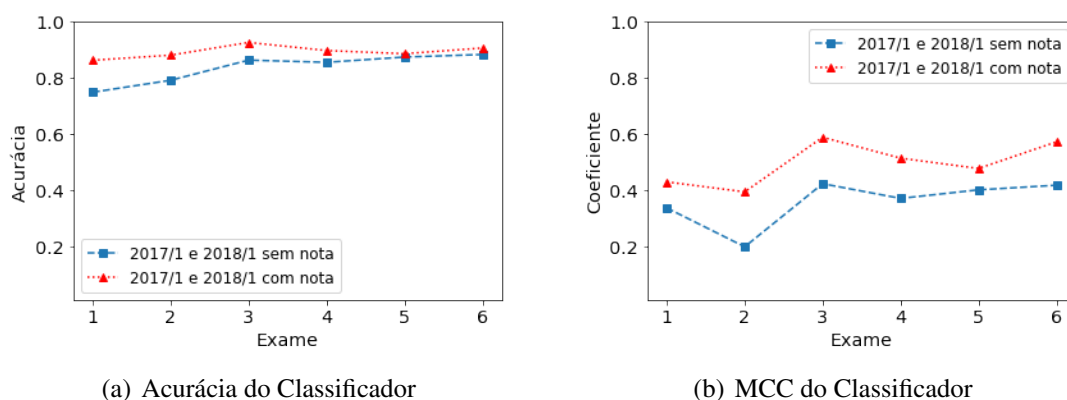 1.0
0.8
0.6
0.4
0.2
Acurácia
2017/1 e 2018/1 sem nota
2017/1 e 2018/1 com nota
1 2 3 4 5 6
Exame
(a) Acurácia do Classificador
1.0
0.8
0.6
0.4
0.2
Coeficiente
2017/1 e 2018/1 sem nota
2017/1 e 2018/1 com nota
1 2 3 4 5 6
Exame
(b) MCC do Classificador